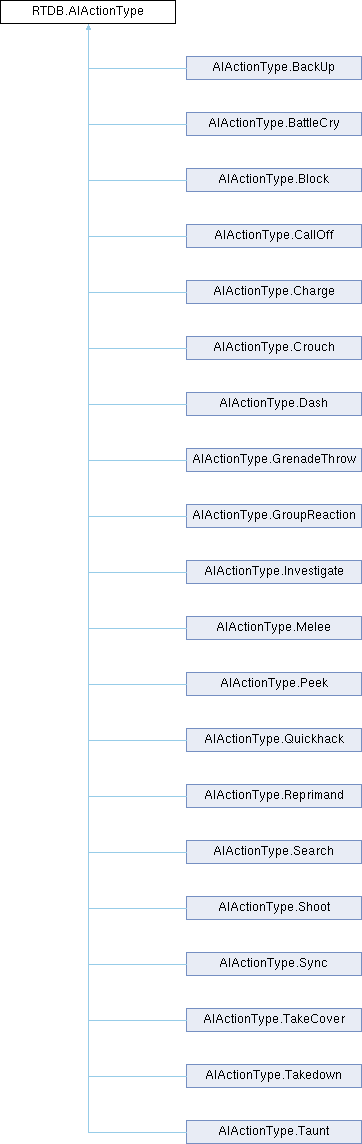 RTDB.AIActionType
AIActionType.BackUp
AIActionType.BattleCry
AIActionType.Block
AIActionType.CallOff
AIActionType.Charge
AIActionType.Crouch
AIActionType.Dash
AIActionType.GrenadeThrow
AIActionType.GroupReaction
AIActionType.Investigate
AIActionType.Melee
AIActionType.Peek
AIActionType.Quickhack
AIActionType.Reprimand
AIActionType.Search
AIActionType.Shoot
AIActionType.Sync
AIActionType.TakeCover
AIActionType.Takedown
AIActionType.Taunt